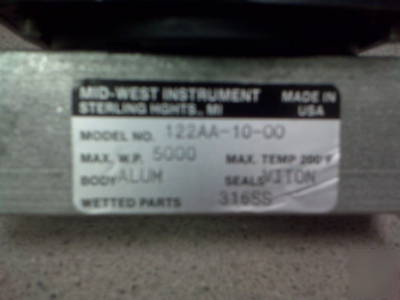 MID-WEST INSTRUMENT MADE IN
STERLING HGHTS., MI USA
MODEL NO. 122AA-10-00
MAX. W.P. 5000 MAX. TEMP 200°F
BODY ALUM SEALS VITON
WETTED PARTS 316SS